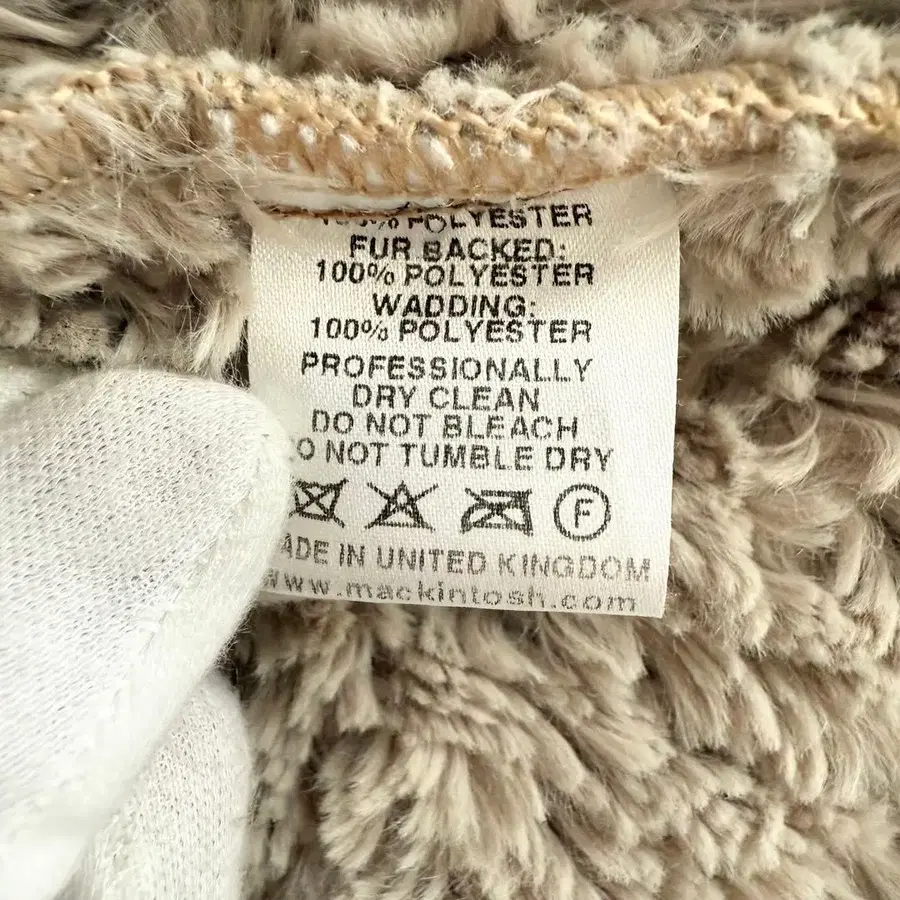 POLYESTER
FUR BACKED:
100% POLYESTER
WADDING:
100% POLYESTER
PROFESSIONALLY
DRY CLEAN
DO NOT BLEACH
O NOT TUMBLE DRY
F
ADE IN UNITED KINGDOM
www.mackintosh.com